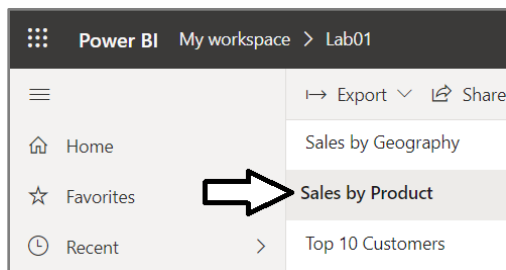 Power BI My workspace > Lab01
Export Share
Home
Favorites
Recent
Sales by Geography
Sales by Product
Top 10 Customers